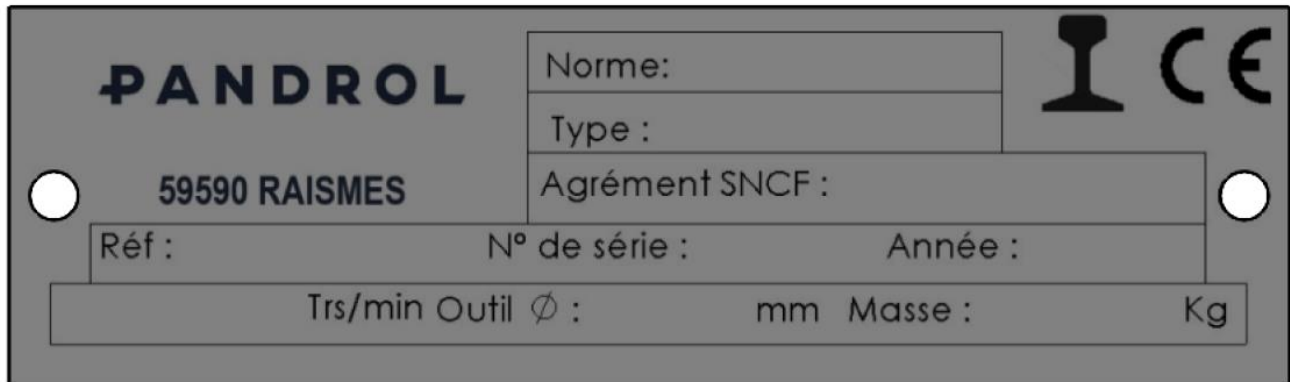 PANDROL
59590 RAISMES
Norme:
Type :
Agrément SNCF :
Réf : N° de série : Année :
Trs/min Outil Ø : mm Masse : Kg
CE